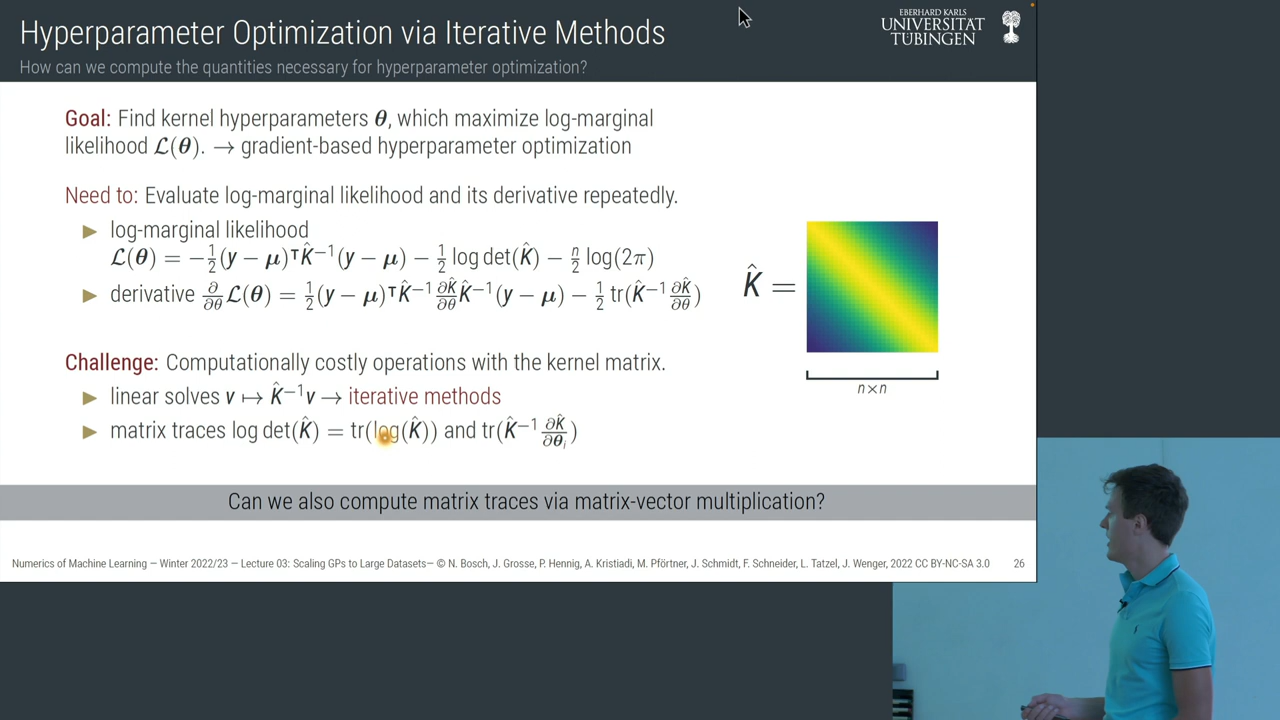 Hyperparameter Optimization via Iterative Methods
How can we compute the quantities necessary for hyperparameter optimization?
EBERHARD KARLS
UNIVERSITÄT
TÜBINGEN
Goal: Find kernel hyperparameters θ, which maximize log-marginal
likelihood ℒ(θ). → gradient-based hyperparameter optimization
Need to: Evaluate log-marginal likelihood and its derivative repeatedly.
▶ log-marginal likelihood
ℒ(θ) = −½(y − μ)ᵀK̂⁻¹(y − μ) − ½ log det(K̂) − n/2 log(2π)
▶ derivative ∂/∂θ ℒ(θ) = ½(y − μ)ᵀK̂⁻¹ ∂K̂/∂θ K̂⁻¹(y − μ) − ½ tr(K̂⁻¹ ∂K̂/∂θ)
K̂ =
n×n
Challenge: Computationally costly operations with the kernel matrix.
▶ linear solves v ↦ K̂⁻¹v → iterative methods
▶ matrix traces log det(K̂) = tr(log(K̂)) and tr(K̂⁻¹ ∂K̂/∂θⱼ)
Can we also compute matrix traces via matrix-vector multiplication?
Numerics of Machine Learning — Winter 2022/23 — Lecture 03: Scaling GPs to Large Datasets— © N. Bosch, J. Grosse, P. Hennig, A. Kristiadi, M. Pförtner, J. Schmidt, F. Schneider, L. Tatzel, J. Wenger, 2022 CC BY-NC-SA 3.0
26